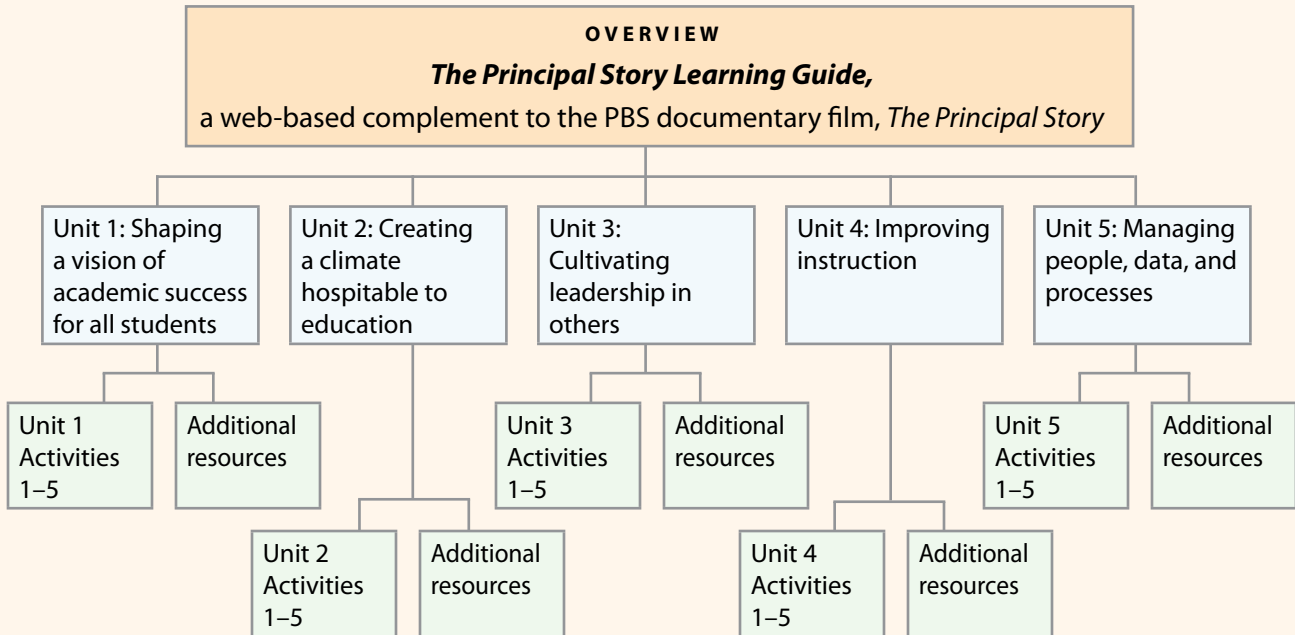 OVERVIEW
The Principal Story Learning Guide,
a web-based complement to the PBS documentary film, The Principal Story
Unit 1: Shaping
a vision of
academic success
for all students
Unit 2: Creating
a climate
hospitable to
education
Unit 3:
Cultivating
leadership in
others
Unit 4: Improving
instruction
Unit 5: Managing
people, data, and
processes
Unit 1
Activities
1–5
Additional
resources
Unit 3
Activities
1–5
Additional
resources
Unit 5
Activities
1–5
Additional
resources
Unit 2
Activities
1–5
Additional
resources
Unit 4
Activities
1–5
Additional
resources